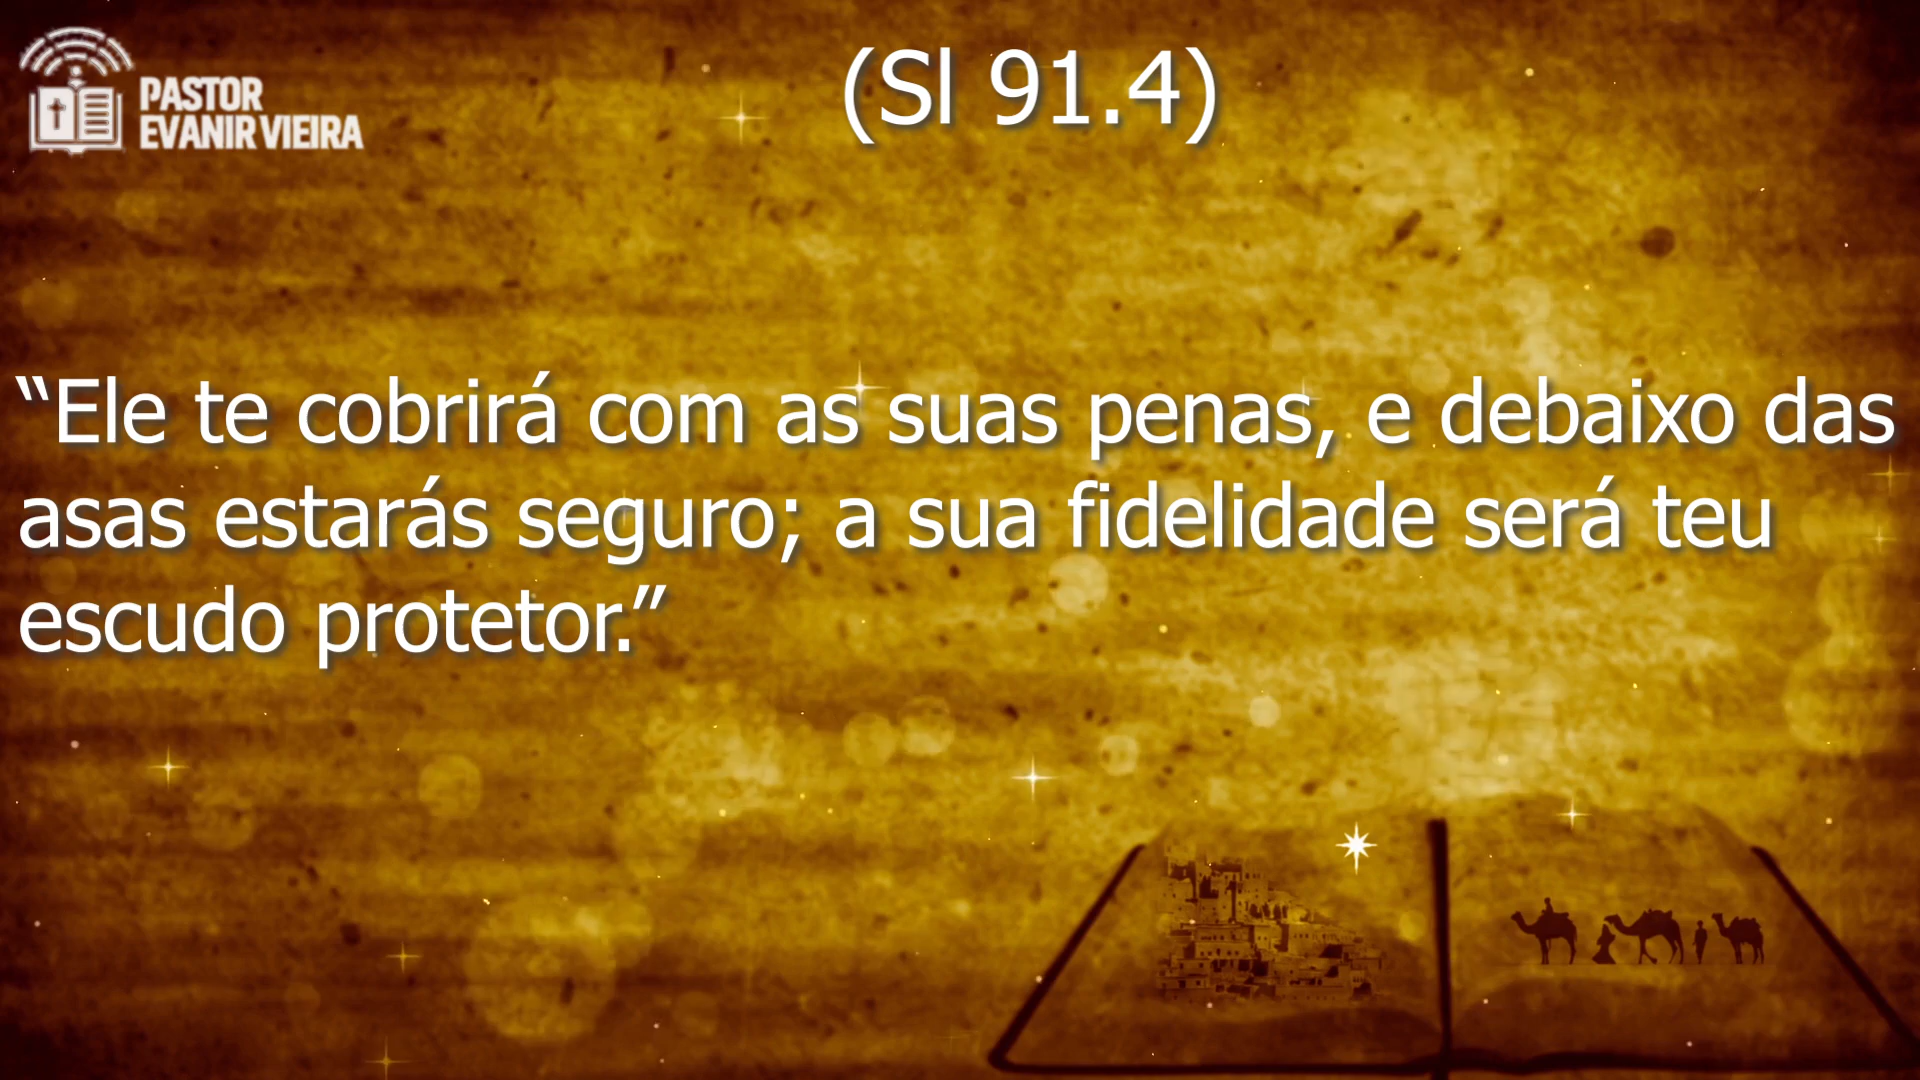 PASTOR
EVANIR VIEIRA
(Sl 91.4)
“Ele te cobrirá com as suas penas, e debaixo das
asas estarás seguro; a sua fidelidade será teu
escudo protetor.”